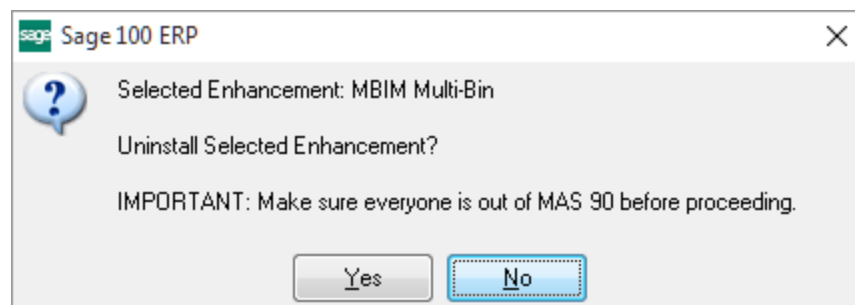 sage Sage 100 ERP
Selected Enhancement: MBIM Multi-Bin
Uninstall Selected Enhancement?
IMPORTANT: Make sure everyone is out of MAS 90 before proceeding.
Yes No